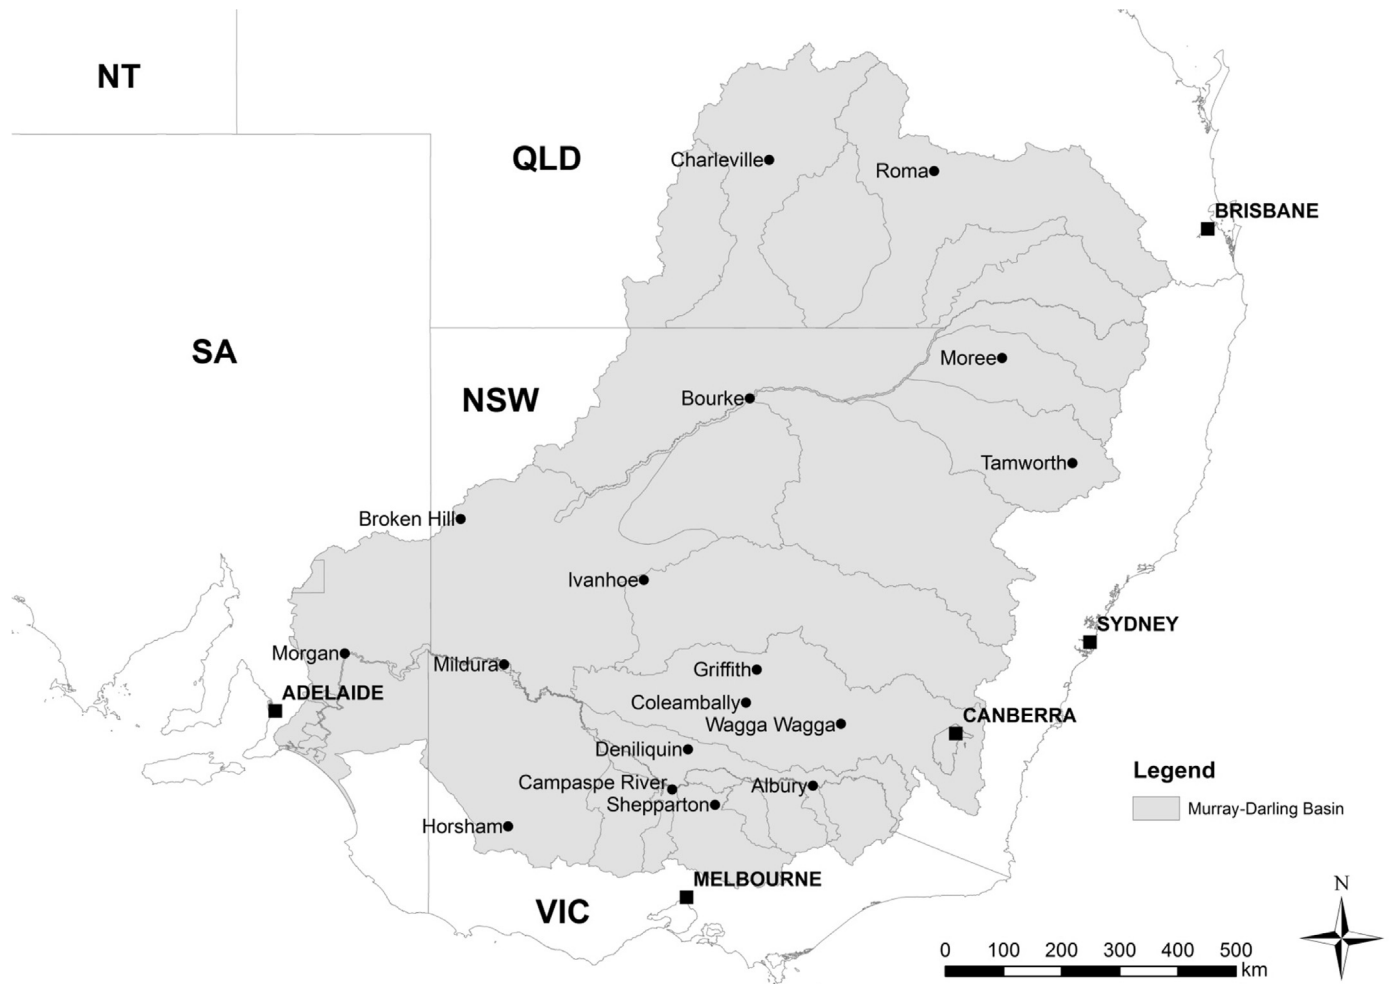 NT
QLD
Charleville
Roma
BRISBANE
SA
NSW
Moree
Bourke
Tamworth
Broken Hill
Ivanhoe
SYDNEY
Morgan
Mildura
Griffith
ADELAIDE
Coleambally
CANBERRA
Wagga Wagga
Deniliquin
Campaspe River
Albury
Shepparton
Horsham
Legend
Murray-Darling Basin
MELBOURNE
VIC
N
0 100 200 300 400 500
km